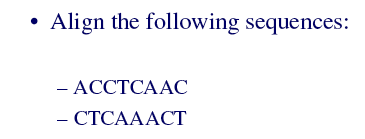 • Align the following sequences:
– ACCTCAAC
– CTCAAACT